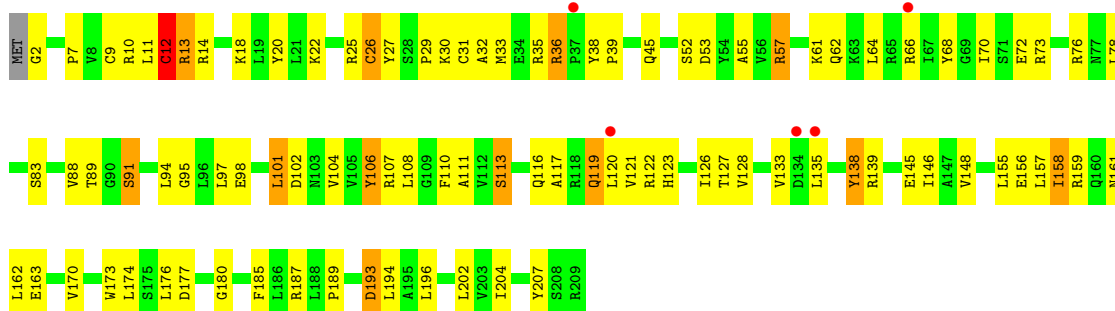 MET G2 P7 V8 C9 R10 L11 C12 R13 R14 K18 L19 Y20 L21 K22 R25 C26 Y27 S28 P29 K30 C31 A32 M33 E34 R35 R36 P37 Y38 P39 Q45 S52 D53 Y54 A55 V56 R57 K61 Q62 K63 L64 R65 R66 I67 Y68 G69 I70 S71 E72 R73 R76 N77 L78
S83 V88 T89 G90 S91 L94 G95 L96 L97 E98 L101 D102 N103 V104 V105 Y106 R107 L108 G109 F110 A111 V112 S113 Q116 A117 R118 Q119 L120 V121 R122 H123 I126 T127 V128 V133 D134 L135 Y138 R139 E145 I146 A147 V148 L155 E156 L157 I158 R159 Q160 N161
L162 E163 V170 W173 L174 S175 L176 D177 G180 F185 L186 R187 L188 P189 D193 L194 A195 L196 L202 V203 I204 Y207 S208 R209